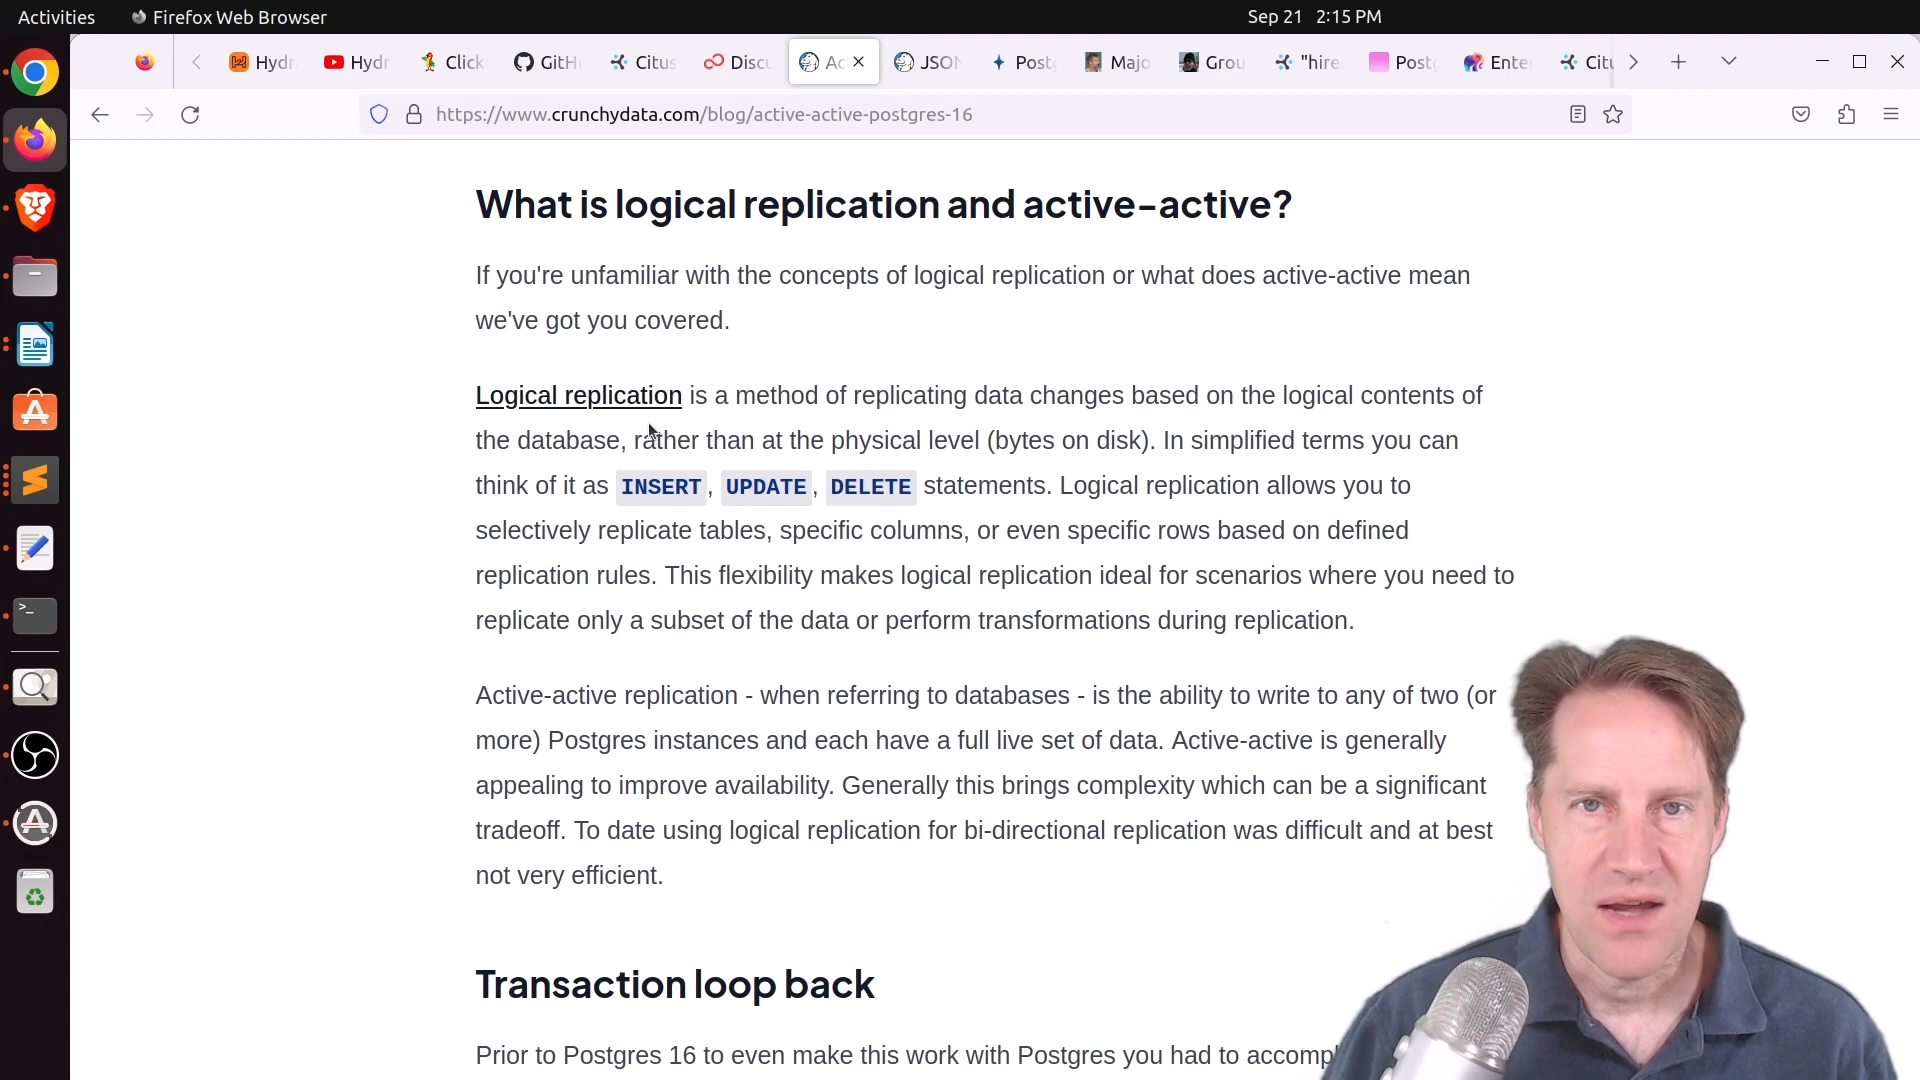 Activities
Firefox Web Browser
Sep 21 2:15 PM
Hydr
Hydr
Click
GitH
Citus
Discu
Ac
JSON
Postg
Majo
Grou
"hire
Postg
Ente
Citu
https://www.crunchydata.com/blog/active-active-postgres-16
What is logical replication and active-active?
If you're unfamiliar with the concepts of logical replication or what does active-active mean
we've got you covered.
Logical replication is a method of replicating data changes based on the logical contents of
the database, rather than at the physical level (bytes on disk). In simplified terms you can
think of it as INSERT, UPDATE, DELETE statements. Logical replication allows you to
selectively replicate tables, specific columns, or even specific rows based on defined
replication rules. This flexibility makes logical replication ideal for scenarios where you need to
replicate only a subset of the data or perform transformations during replication.
Active-active replication - when referring to databases - is the ability to write to any of two (or
more) Postgres instances and each have a full live set of data. Active-active is generally
appealing to improve availability. Generally this brings complexity which can be a significant
tradeoff. To date using logical replication for bi-directional replication was difficult and at best
not very efficient.
Transaction loop back
Prior to Postgres 16 to even make this work with Postgres you had to accompl